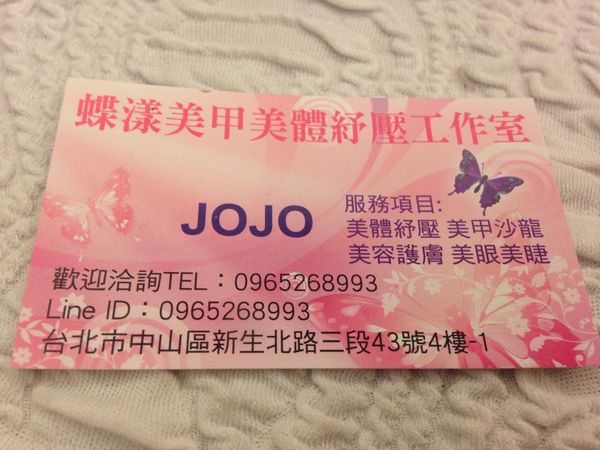 蝶漾美甲美體紓壓工作室
JOJO
服務項目:
美體紓壓 美甲沙龍
美容護膚 美眼美睫
歡迎洽詢TEL：0965268993
Line ID：0965268993
台北市中山區新生北路三段43號4樓-1